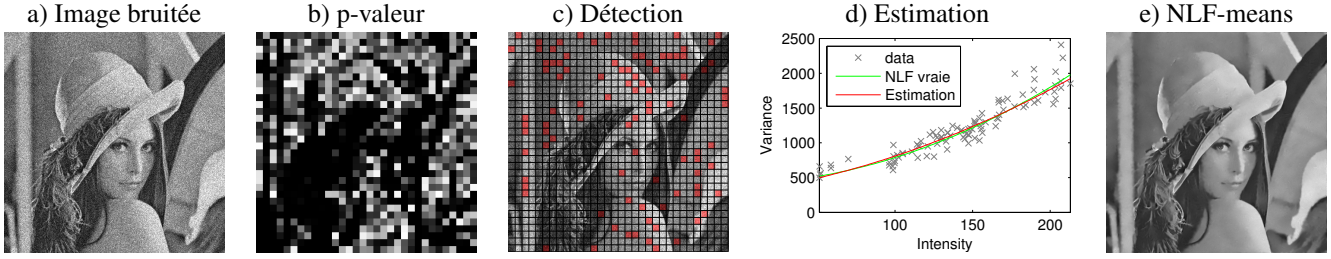 a) Image bruitée
b) p-valeur
c) Détection
d) Estimation
e) NLF-means
2500
2000
1500
1000
500
0
Variance
data
NLF vraie
Estimation
100
150
200
Intensity